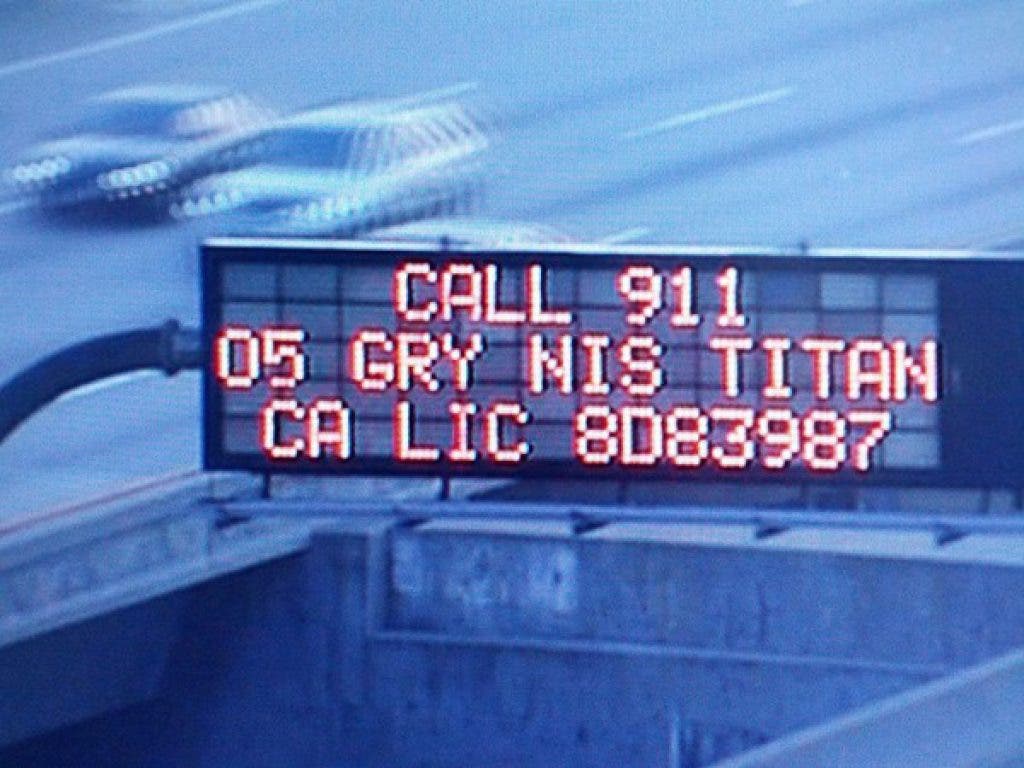 CALL 911
05 GRY NIS TITAN
CA LIC 8D83987